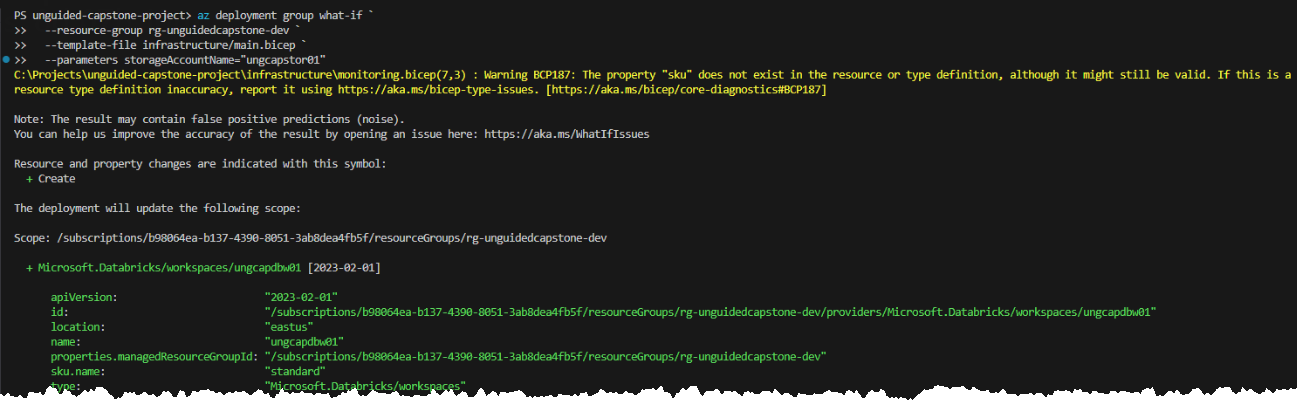 PS unguided-capstone-project> az deployment group what-if `
>>   --resource-group rg-unguidedcapstone-dev `
>>   --template-file infrastructure/main.bicep `
>>   --parameters storageAccountName="ungcapstor01"
C:\Projects\unguided-capstone-project\infrastructure\monitoring.bicep(7,3) : Warning BCP187: The property "sku" does not exist in the resource or type definition, although it might still be valid. If this is a
resource type definition inaccuracy, report it using https://aka.ms/bicep-type-issues. [https://aka.ms/bicep/core-diagnostics#BCP187]
Note: The result may contain false positive predictions (noise).
You can help us improve the accuracy of the result by opening an issue here: https://aka.ms/WhatIfIssues
Resource and property changes are indicated with this symbol:
+ Create
The deployment will update the following scope:
Scope: /subscriptions/b98064ea-b137-4390-8051-3ab8dea4fb5f/resourceGroups/rg-unguidedcapstone-dev
+ Microsoft.Databricks/workspaces/ungcapdbw01 [2023-02-01]
apiVersion: "2023-02-01"
id: "/subscriptions/b98064ea-b137-4390-8051-3ab8dea4fb5f/resourceGroups/rg-unguidedcapstone-dev/providers/Microsoft.Databricks/workspaces/ungcapdbw01"
location: "eastus"
name: "ungcapdbw01"
properties.managedResourceGroupId: "/subscriptions/b98064ea-b137-4390-8051-3ab8dea4fb5f/resourceGroups/rg-unguidedcapstone-dev"
sku.name: "standard"
type: "Microsoft.Databricks/workspaces"